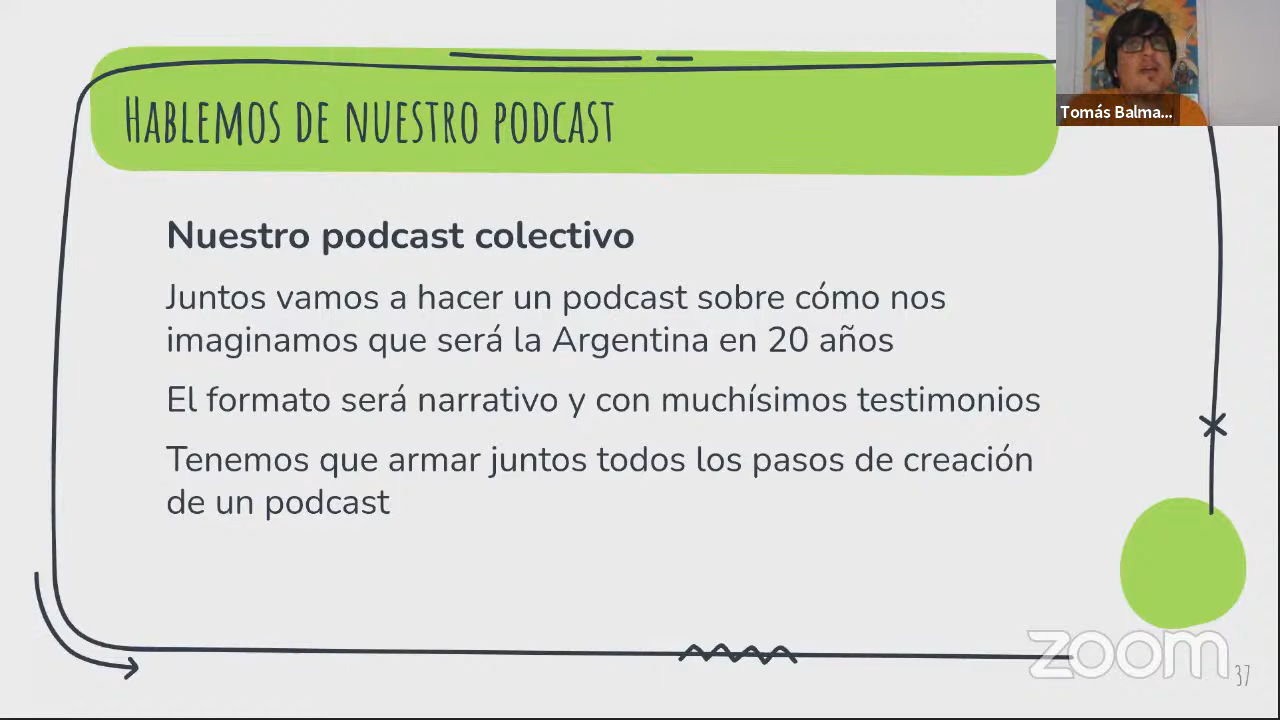 Hablemos de nuestro podcast
Tomás Balma...
Nuestro podcast colectivo
Juntos vamos a hacer un podcast sobre cómo nos
imaginamos que será la Argentina en 20 años
El formato será narrativo y con muchísimos testimonios
Tenemos que armar juntos todos los pasos de creación
de un podcast
zoom
37